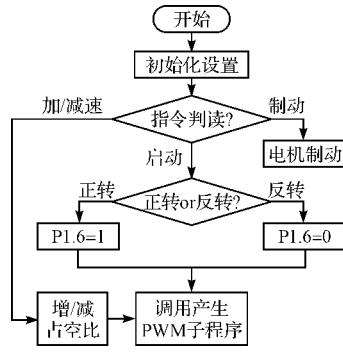 开始
初始化设置
加/减速
指令判读?
制动
电机制动
启动
正转
正转or反转?
反转
P1.6=1
P1.6=0
增/减
占空比
调用产生
PWM子程序